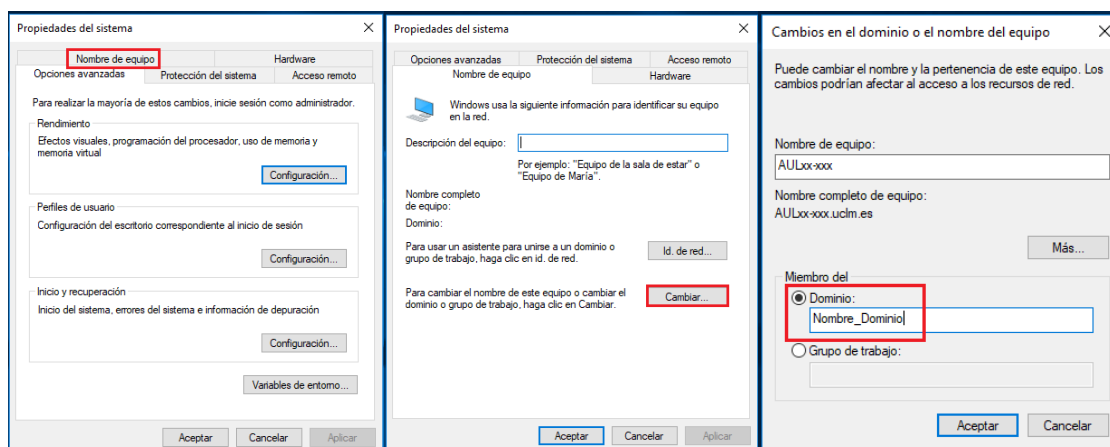 Propiedades del sistema
Nombre de equipo
Hardware
Opciones avanzadas
Protección del sistema
Acceso remoto
Para realizar la mayoría de estos cambios, inicie sesión como administrador.
Rendimiento
Efectos visuales, programación del procesador, uso de memoria y
memoria virtual
Configuración...
Perfiles de usuario
Configuración del escritorio correspondiente al inicio de sesión
Configuración...
Inicio y recuperación
Inicio del sistema, errores del sistema e información de depuración
Configuración...
Variables de entorno...
Aceptar
Cancelar
Aplicar
Propiedades del sistema
Opciones avanzadas
Protección del sistema
Acceso remoto
Nombre de equipo
Hardware
Windows usa la siguiente información para identificar su equipo
en la red.
Descripción del equipo:
Por ejemplo: "Equipo de la sala de estar" o
"Equipo de María".
Nombre completo
de equipo:
Dominio:
Para usar un asistente para unirse a un dominio o
grupo de trabajo, haga clic en id. de red.
Id. de red...
Para cambiar el nombre de este equipo o cambiar el
dominio o grupo de trabajo, haga clic en Cambiar.
Cambiar...
Aceptar
Cancelar
Aplicar
Cambios en el dominio o el nombre del equipo
Puede cambiar el nombre y la pertenencia de este equipo. Los
cambios podrían afectar al acceso a los recursos de red.
Nombre de equipo:
AULxx-xxx
Nombre completo de equipo:
AULxx-xxx.uclm.es
Más...
Miembro del
Dominio:
Nombre_Dominio
Grupo de trabajo:
Aceptar
Cancelar